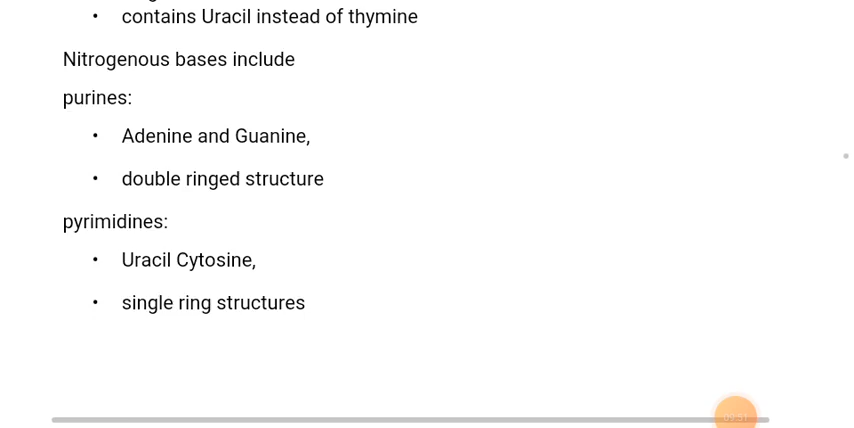 • contains Uracil instead of thymine
Nitrogenous bases include
purines:
• Adenine and Guanine,
• double ringed structure
pyrimidines:
• Uracil Cytosine,
• single ring structures